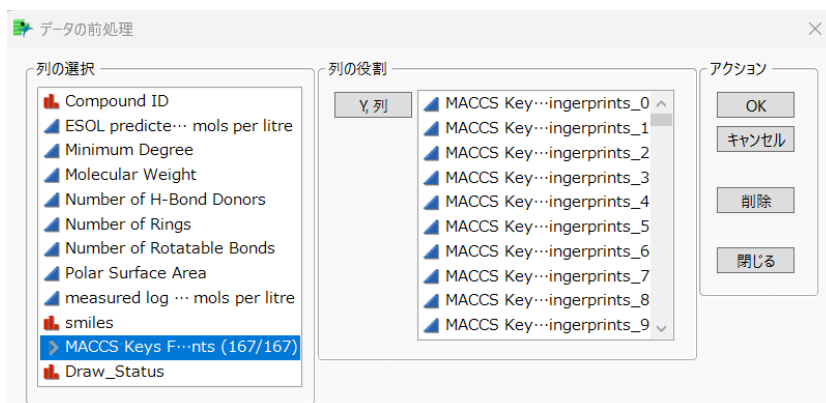 データの前処理
列の選択
Compound ID
ESOL predicte… mols per litre
Minimum Degree
Molecular Weight
Number of H-Bond Donors
Number of Rings
Number of Rotatable Bonds
Polar Surface Area
measured log … mols per litre
smiles
MACCS Keys F…nts (167/167)
Draw_Status
列の役割
Y, 列
MACCS Key…ingerprints_0
MACCS Key…ingerprints_1
MACCS Key…ingerprints_2
MACCS Key…ingerprints_3
MACCS Key…ingerprints_4
MACCS Key…ingerprints_5
MACCS Key…ingerprints_6
MACCS Key…ingerprints_7
MACCS Key…ingerprints_8
MACCS Key…ingerprints_9
アクション
OK
キャンセル
削除
閉じる